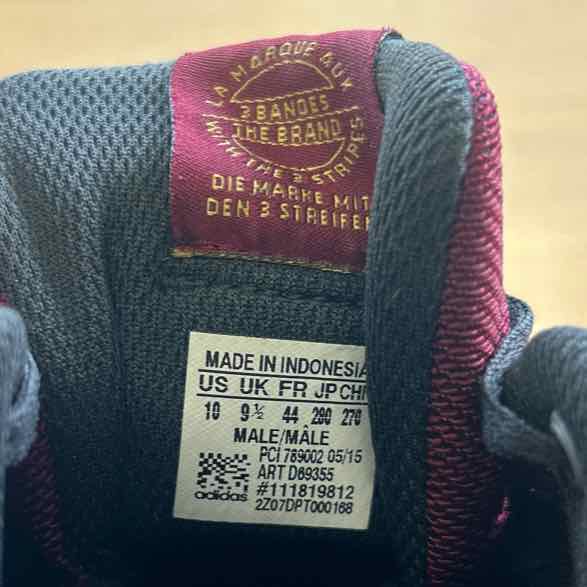 LA MARQUE AUX
3 BANDES
THE BRAND
WITH THE 3 STRIPES
DIE MARKE MIT
DEN 3 STREIFEN
MADE IN INDONESIA
US UK FR JP CH
10 9½ 44 280 270
MALE/MÂLE
PCI 789002 05/15
ART D69355
#111819812
2Z07DPT000168
adidas